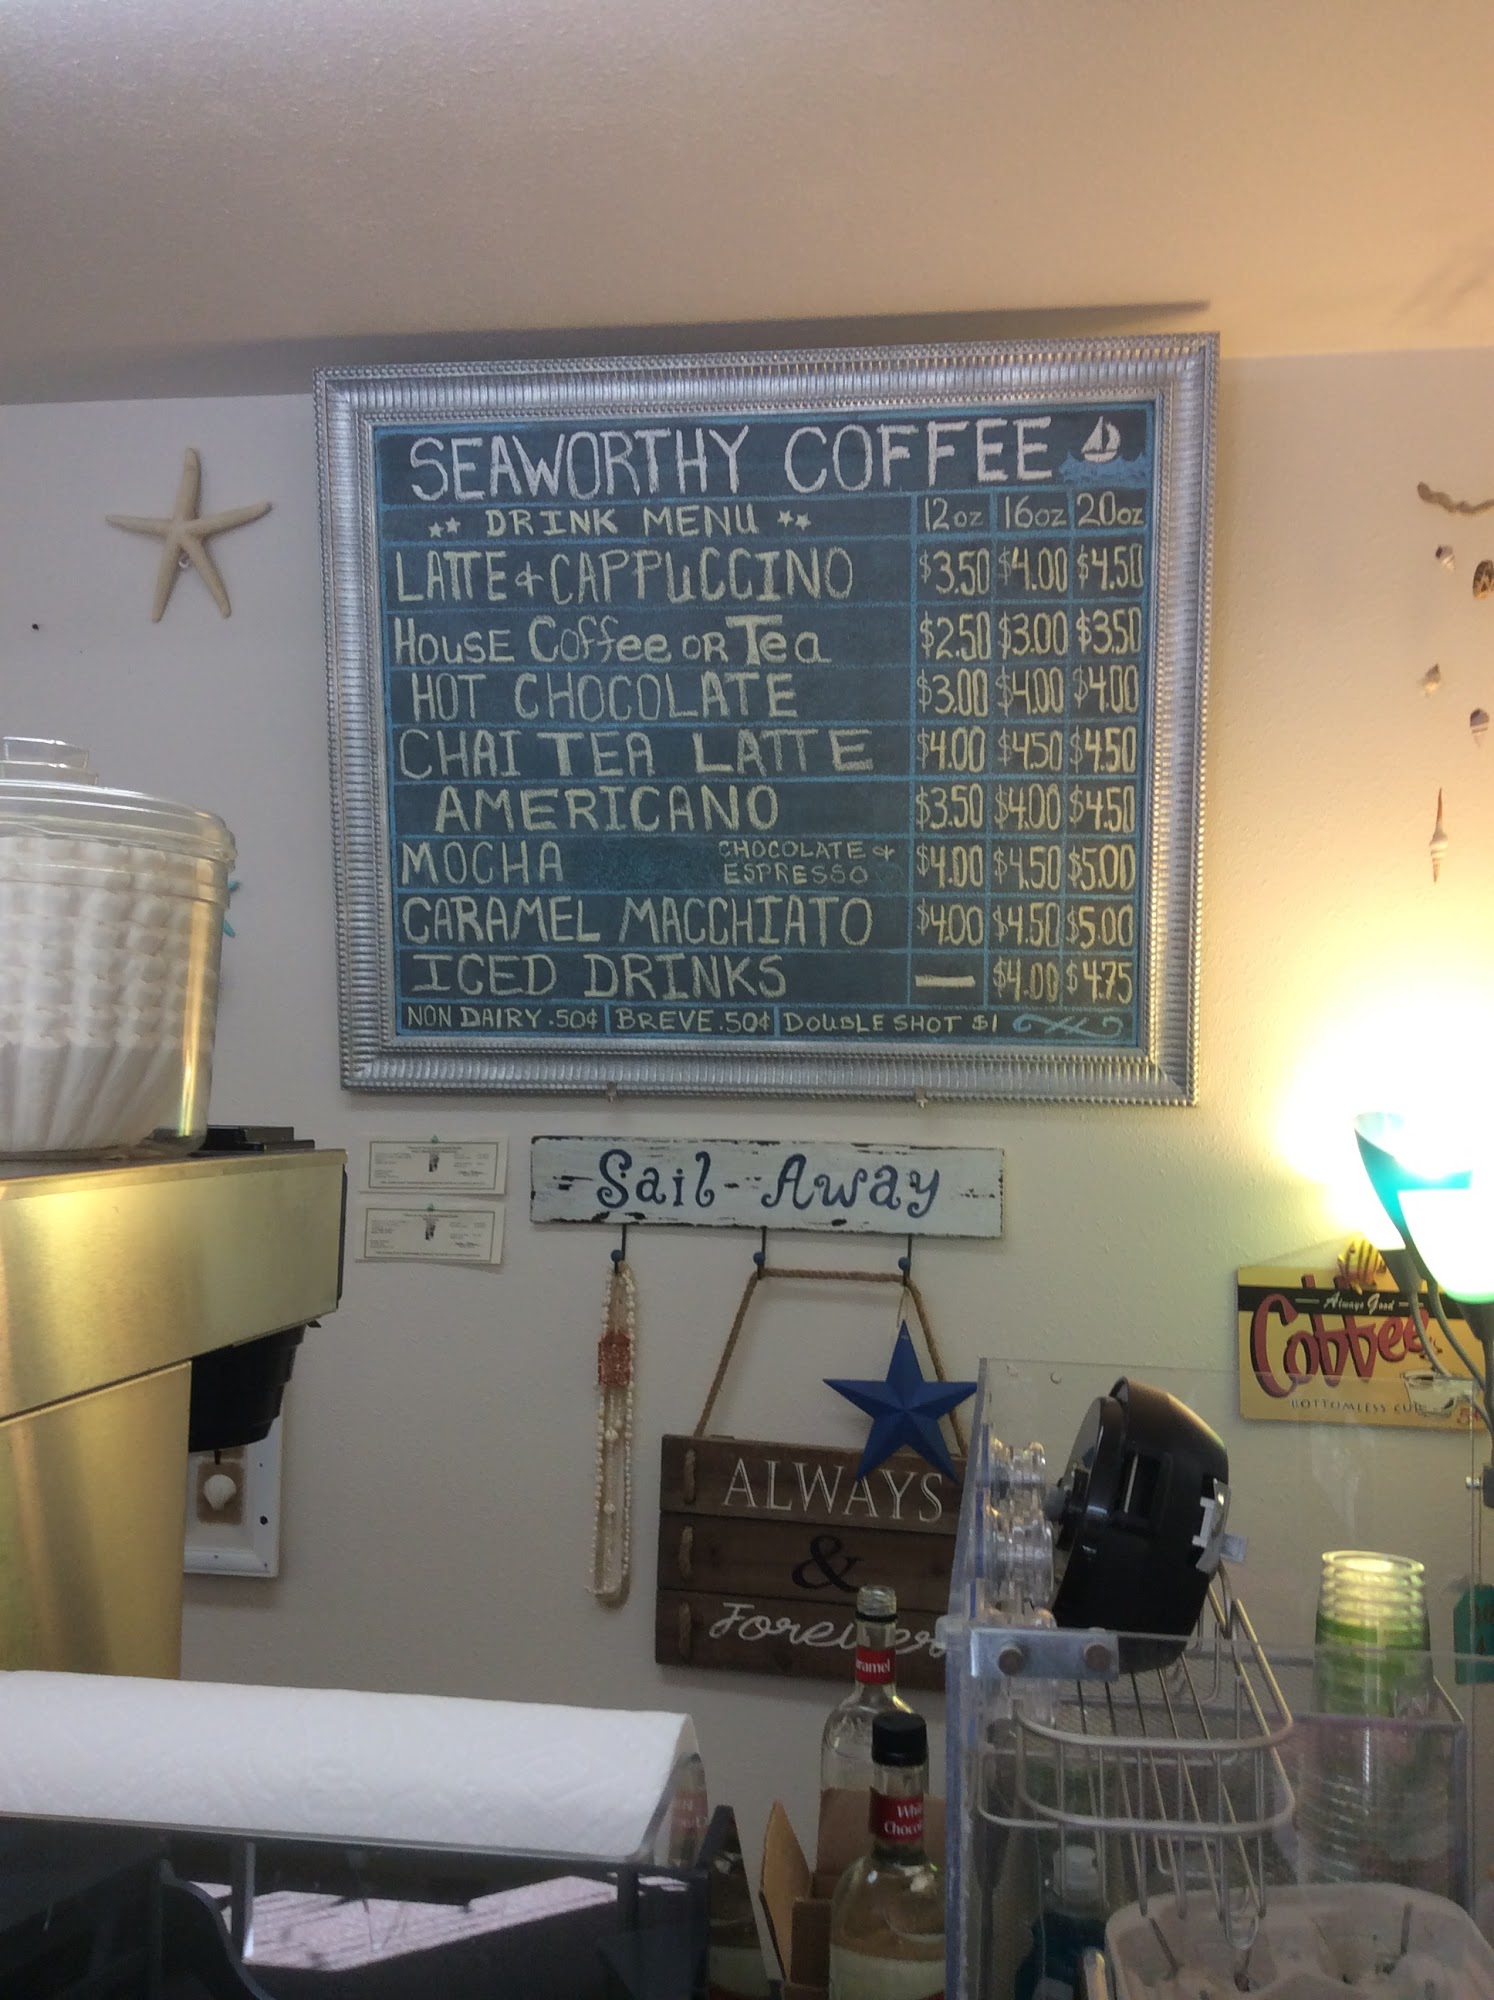 SEAWORTHY COFFEE
DRINK MENU 12oz 16oz 20oz
LATTE & CAPPUCCINO $3.50 $4.00 $4.50
House Coffee or Tea $2.50 $3.00 $3.50
HOT CHOCOLATE $3.00 $4.00 $4.00
CHAI TEA LATTE $4.00 $4.50 $4.50
AMERICANO $3.50 $4.00 $4.50
MOCHA CHOCOLATE & ESPRESSO $4.00 $4.50 $5.00
CARAMEL MACCHIATO $4.00 $4.50 $5.00
ICED DRINKS — $4.00 $4.75
NON DAIRY .50¢ BREVE .50¢ DOUBLE SHOT $1
Sail-Away
Always Good
Coffee
BOTTOMLESS CUP
ALWAYS
&
Forever
aramel
Whi
Choco